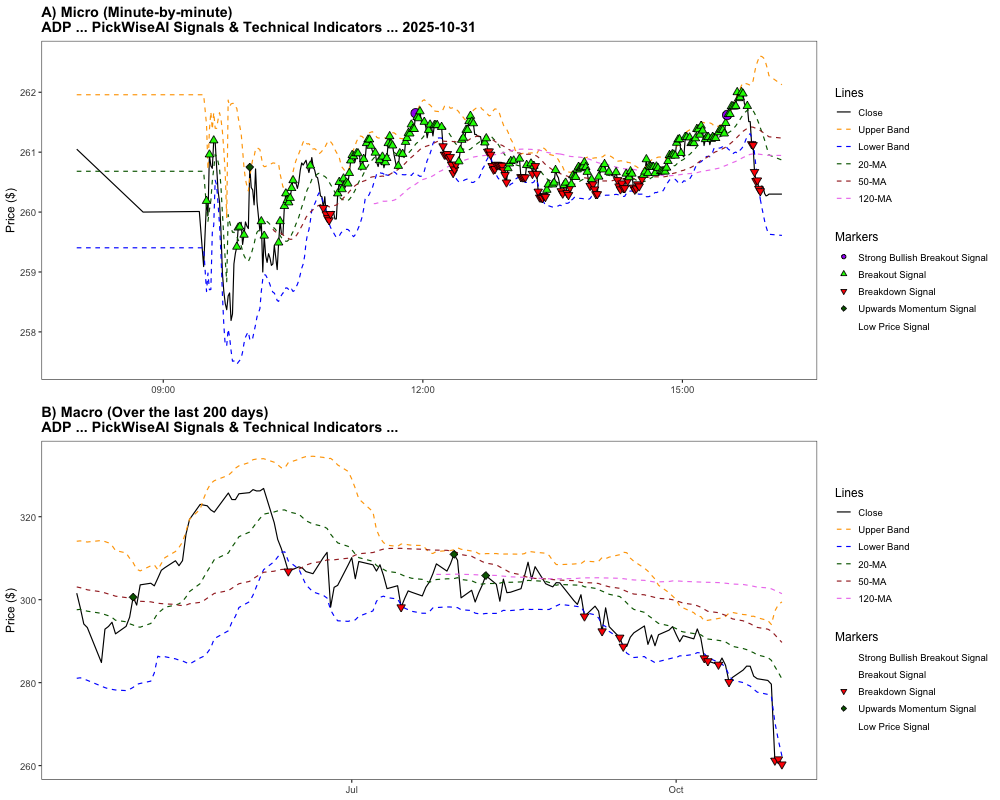 A) Micro (Minute-by-minute)
ADP ... PickWiseAI Signals & Technical Indicators ... 2025-10-31
Price ($)
262
261
260
259
258
09:00
12:00
15:00
Lines
Close
Upper Band
Lower Band
20-MA
50-MA
120-MA
Markers
Strong Bullish Breakout Signal
Breakout Signal
Breakdown Signal
Upwards Momentum Signal
Low Price Signal
B) Macro (Over the last 200 days)
ADP ... PickWiseAI Signals & Technical Indicators ...
Price ($)
320
300
280
260
Jul
Oct
Lines
Close
Upper Band
Lower Band
20-MA
50-MA
120-MA
Markers
Strong Bullish Breakout Signal
Breakout Signal
Breakdown Signal
Upwards Momentum Signal
Low Price Signal